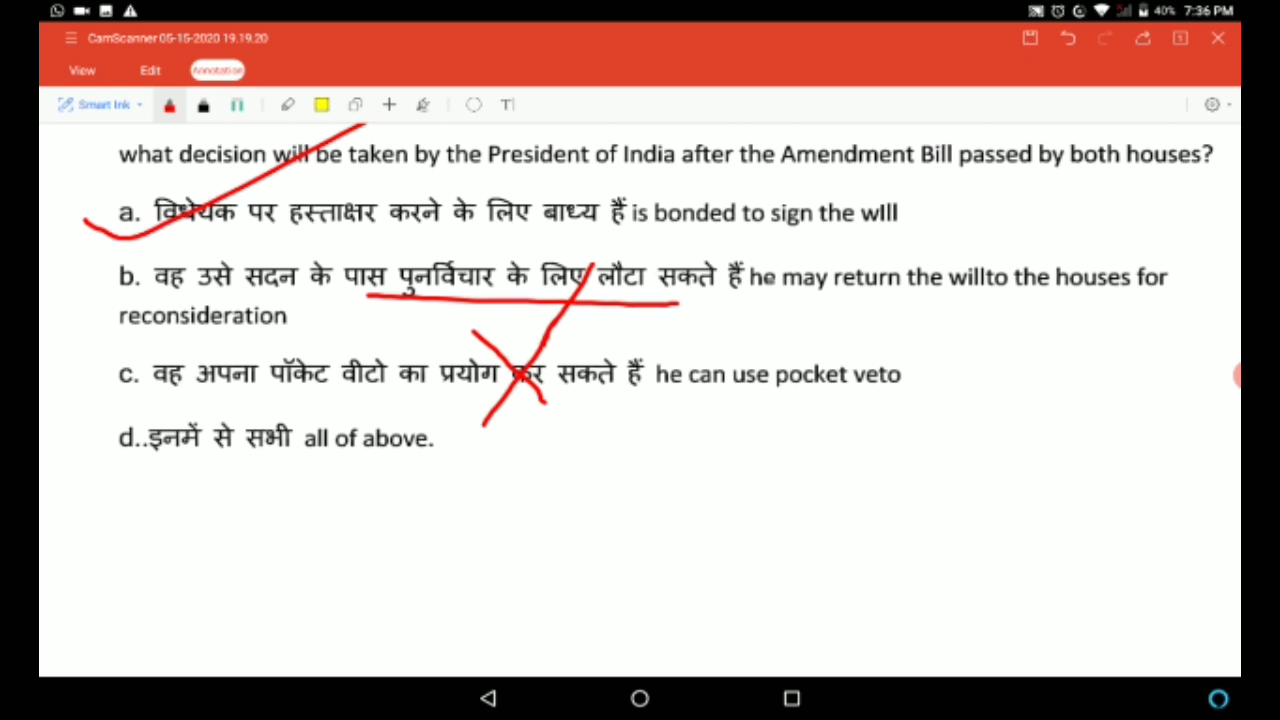 40% 7:36 PM
CamScanner 05-15-2020 19.19.20
View Edit Annotation
Smart Ink T
what decision will be taken by the President of India after the Amendment Bill passed by both houses?
a. विधेयक पर हस्ताक्षर करने के लिए बाध्य हैं is bonded to sign the wIll
b. वह उसे सदन के पास पुनर्विचार के लिए लौटा सकते हैं he may return the willto the houses for
reconsideration
c. वह अपना पॉकेट वीटो का प्रयोग कर सकते हैं he can use pocket veto
d..इनमें से सभी all of above.